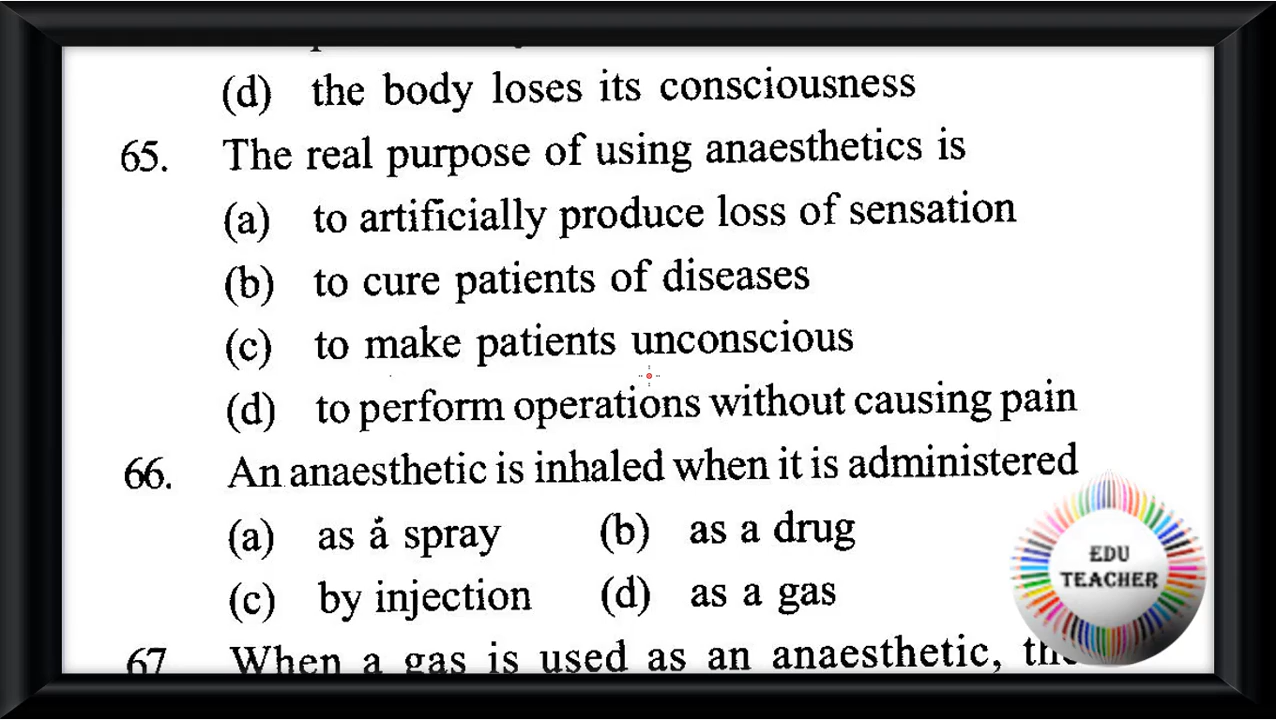 (d) the body loses its consciousness
65. The real purpose of using anaesthetics is
(a) to artificially produce loss of sensation
(b) to cure patients of diseases
(c) to make patients unconscious
(d) to perform operations without causing pain
66. An anaesthetic is inhaled when it is administered
(a) as a spray (b) as a drug
(c) by injection (d) as a gas
67 When a gas is used as an anaesthetic,
EDU
TEACHER